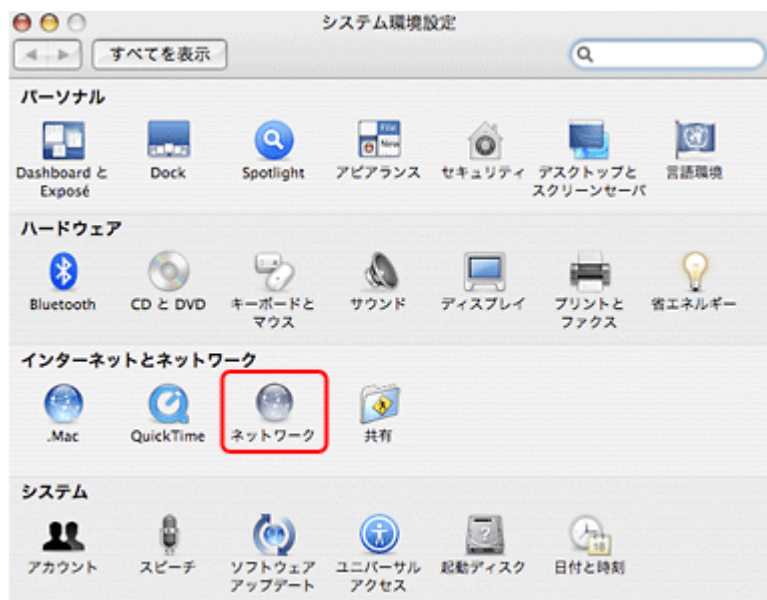 システム環境設定
すべてを表示
パーソナル
Dashboard と
Exposé
Dock
Spotlight
アピアランス
セキュリティ
デスクトップと
スクリーンセーバ
言語環境
ハードウェア
Bluetooth
CD と DVD
キーボードと
マウス
サウンド
ディスプレイ
プリントと
ファクス
省エネルギー
インターネットとネットワーク
.Mac
QuickTime
ネットワーク
共有
システム
アカウント
スピーチ
ソフトウェア
アップデート
ユニバーサル
アクセス
起動ディスク
日付と時刻